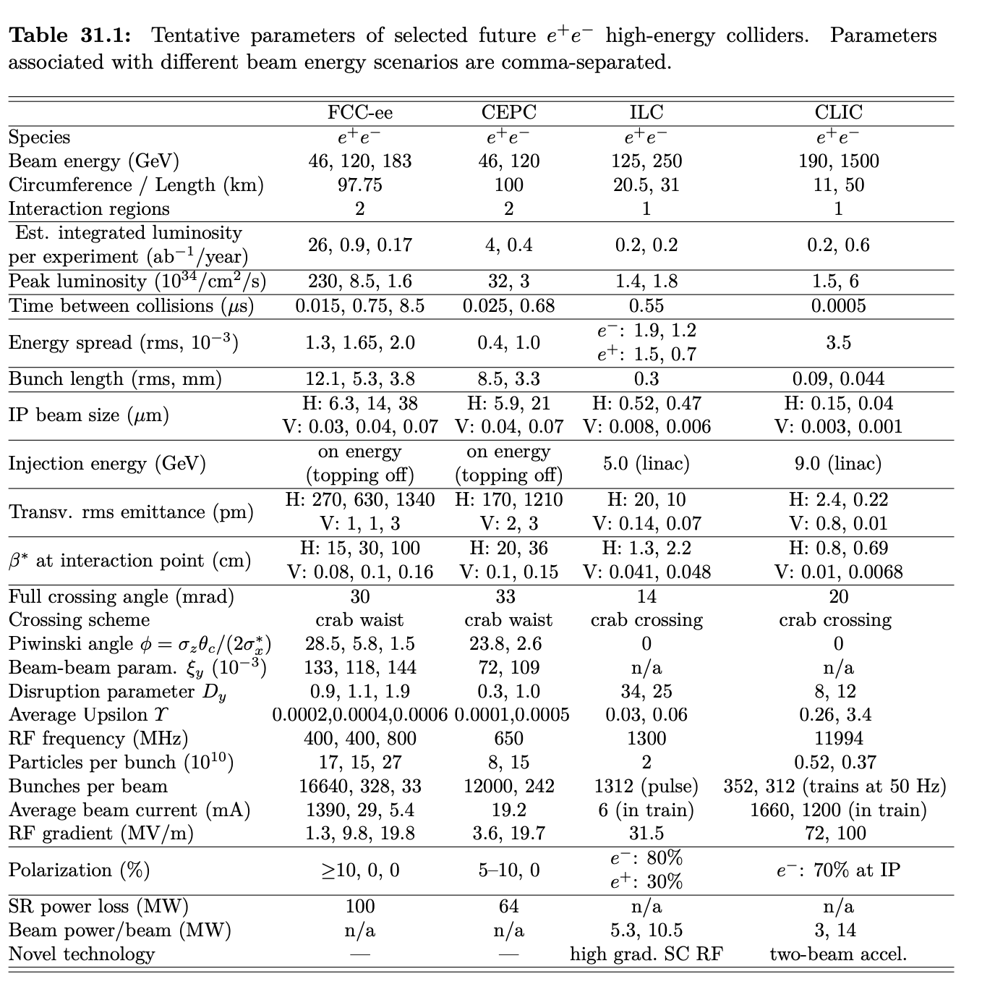 Table 31.1: Tentative parameters of selected future e⁺e⁻ high-energy colliders. Parameters
associated with different beam energy scenarios are comma-separated.
FCC-ee CEPC ILC CLIC
Species e⁺e⁻ e⁺e⁻ e⁺e⁻ e⁺e⁻
Beam energy (GeV) 46, 120, 183 46, 120 125, 250 190, 1500
Circumference / Length (km) 97.75 100 20.5, 31 11, 50
Interaction regions 2 2 1 1
Est. integrated luminosity
per experiment (ab⁻¹/year) 26, 0.9, 0.17 4, 0.4 0.2, 0.2 0.2, 0.6
Peak luminosity (10³⁴/cm²/s) 230, 8.5, 1.6 32, 3 1.4, 1.8 1.5, 6
Time between collisions (μs) 0.015, 0.75, 8.5 0.025, 0.68 0.55 0.0005
Energy spread (rms, 10⁻³) 1.3, 1.65, 2.0 0.4, 1.0 e⁻: 1.9, 1.2 3.5
e⁺: 1.5, 0.7
Bunch length (rms, mm) 12.1, 5.3, 3.8 8.5, 3.3 0.3 0.09, 0.044
IP beam size (μm) H: 6.3, 14, 38 H: 5.9, 21 H: 0.52, 0.47 H: 0.15, 0.04
V: 0.03, 0.04, 0.07 V: 0.04, 0.07 V: 0.008, 0.006 V: 0.003, 0.001
Injection energy (GeV) on energy on energy 5.0 (linac) 9.0 (linac)
(topping off) (topping off)
Transv. rms emittance (pm) H: 270, 630, 1340 H: 170, 1210 H: 20, 10 H: 2.4, 0.22
V: 1, 1, 3 V: 2, 3 V: 0.14, 0.07 V: 0.8, 0.01
β* at interaction point (cm) H: 15, 30, 100 H: 20, 36 H: 1.3, 2.2 H: 0.8, 0.69
V: 0.08, 0.1, 0.16 V: 0.1, 0.15 V: 0.041, 0.048 V: 0.01, 0.0068
Full crossing angle (mrad) 30 33 14 20
Crossing scheme crab waist crab waist crab crossing crab crossing
Piwinski angle ϕ = σ_zθ_c/(2σ*_x) 28.5, 5.8, 1.5 23.8, 2.6 0 0
Beam-beam param. ξ_y (10⁻³) 133, 118, 144 72, 109 n/a n/a
Disruption parameter D_y 0.9, 1.1, 1.9 0.3, 1.0 34, 25 8, 12
Average Upsilon ϒ 0.0002,0.0004,0.0006 0.0001,0.0005 0.03, 0.06 0.26, 3.4
RF frequency (MHz) 400, 400, 800 650 1300 11994
Particles per bunch (10¹⁰) 17, 15, 27 8, 15 2 0.52, 0.37
Bunches per beam 16640, 328, 33 12000, 242 1312 (pulse) 352, 312 (trains at 50 Hz)
Average beam current (mA) 1390, 29, 5.4 19.2 6 (in train) 1660, 1200 (in train)
RF gradient (MV/m) 1.3, 9.8, 19.8 3.6, 19.7 31.5 72, 100
Polarization (%) ≥10, 0, 0 5–10, 0 e⁻: 80% e⁻: 70% at IP
e⁺: 30%
SR power loss (MW) 100 64 n/a n/a
Beam power/beam (MW) n/a n/a 5.3, 10.5 3, 14
Novel technology — — high grad. SC RF two-beam accel.